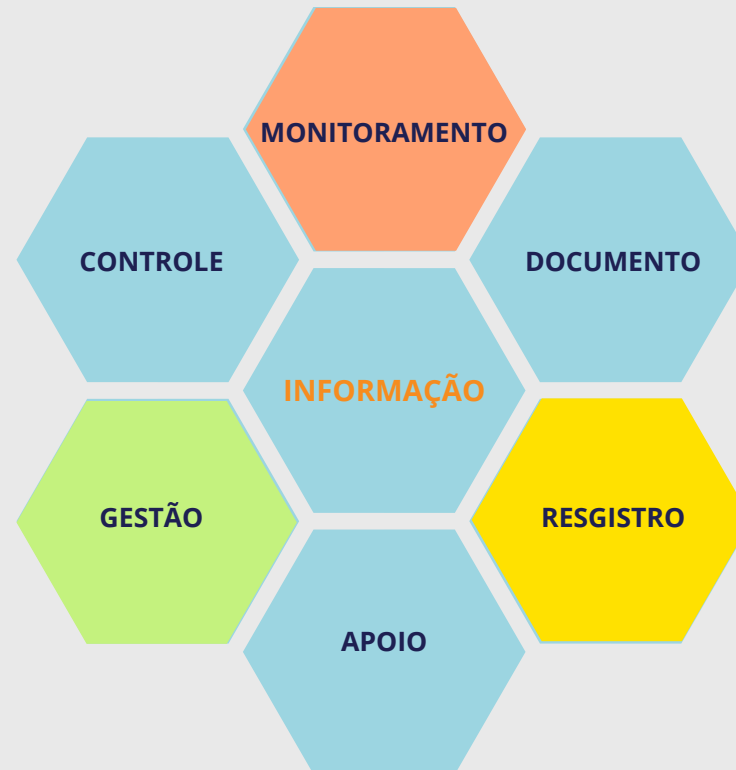 MONITORAMENTO
CONTROLE
DOCUMENTO
INFORMAÇÃO
GESTÃO
RESGISTRO
APOIO